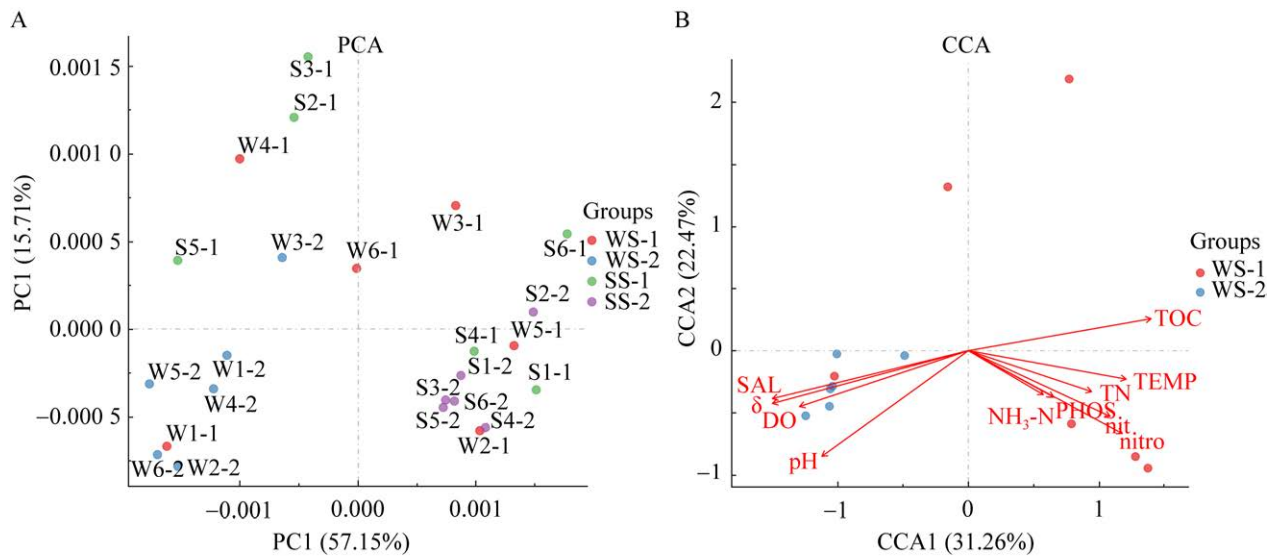 A
PCA
0.001 5
0.001 0
0.000 5
0.000 0
−0.000 5
PC1 (15.71%)
S3-1
S2-1
W4-1
W3-1
S5-1
W3-2
W6-1
S6-1
S2-2
S4-1
W5-1
W5-2
W1-2
S1-2
S1-1
W4-2
S3-2
S6-2
S5-2
S4-2
W1-1
W2-1
W6-2
W2-2
Groups
WS-1
WS-2
SS-1
SS-2
−0.001
0.000
0.001
PC1 (57.15%)
B
CCA
2
1
0
−1
CCA2 (22.47%)
TOC
TEMP
SAL
TN
δ
DO
NH₃-N
PHOS
nit
nitro
pH
Groups
WS-1
WS-2
−1
0
1
CCA1 (31.26%)